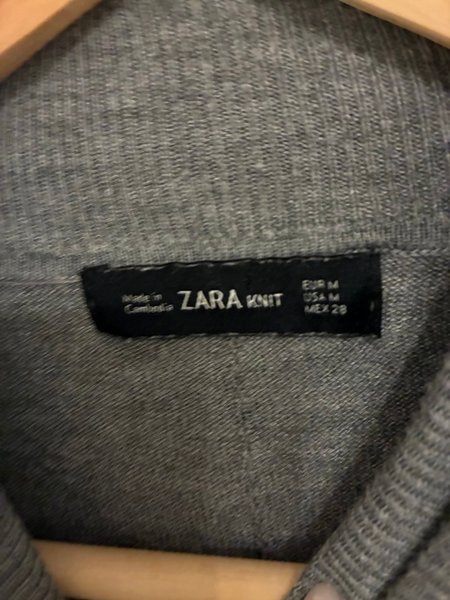 Made in
Cambodia
ZARA KNIT
EUR M
USA M
MEX 28